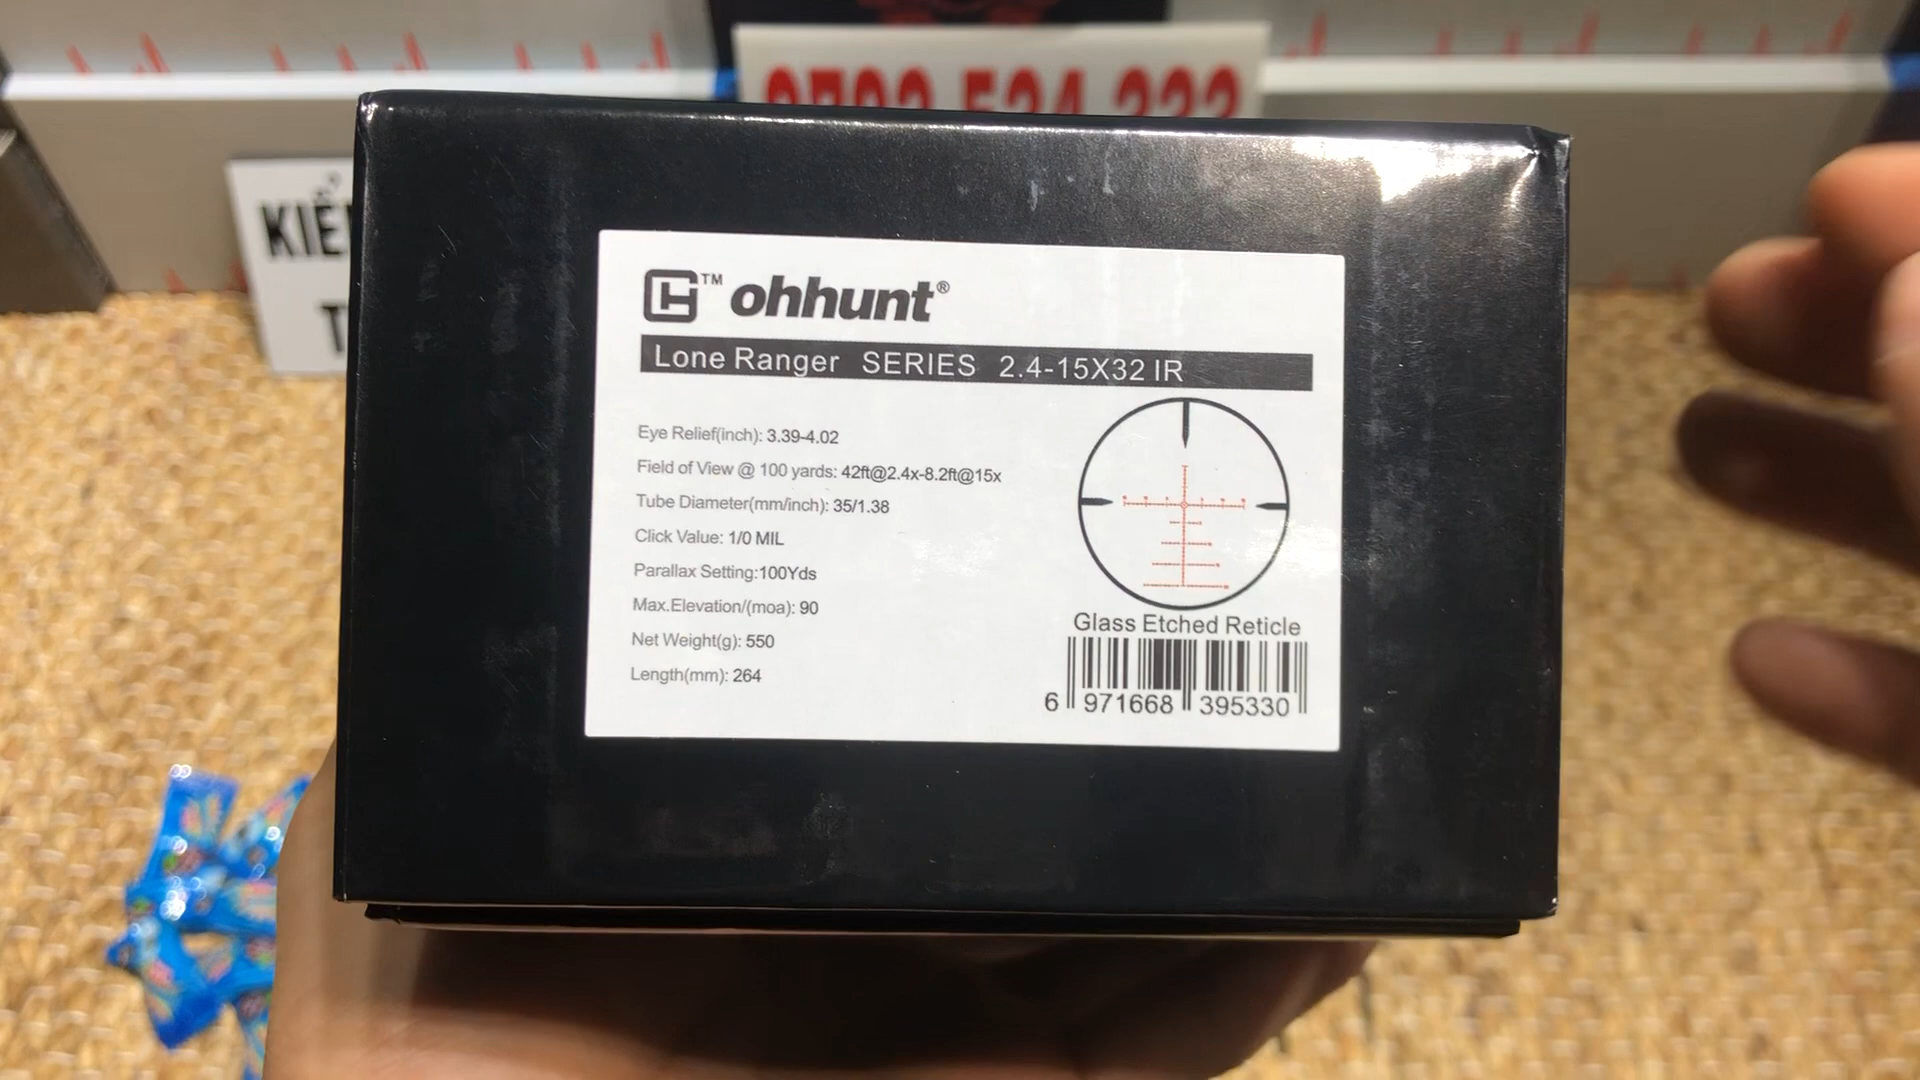 KIỂ
T
ohhunt®
Lone Ranger SERIES 2.4-15X32 IR
Eye Relief(inch): 3.39-4.02
Field of View @ 100 yards: 42ft@2.4x-8.2ft@15x
Tube Diameter(mm/inch): 35/1.38
Click Value: 1/0 MIL
Parallax Setting:100Yds
Max.Elevation/(moa): 90
Net Weight(g): 550
Length(mm): 264
Glass Etched Reticle
6 971668 395330